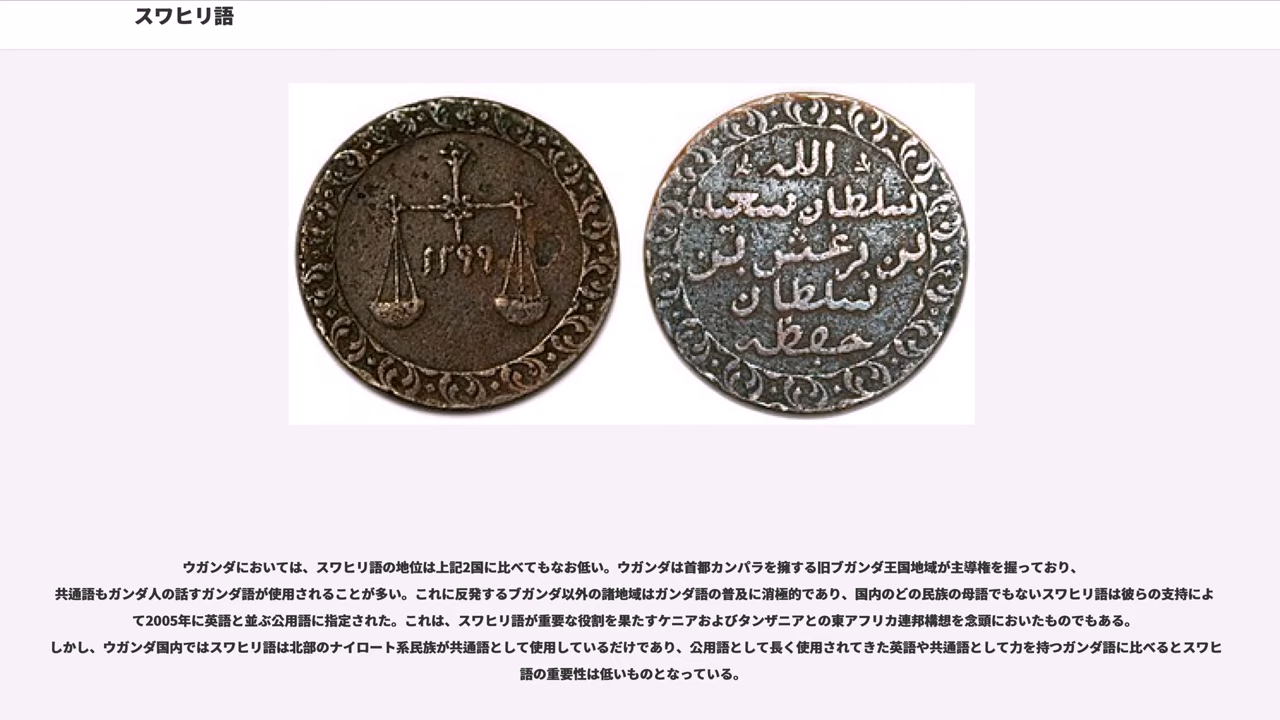 スワヒリ語
١٢٩٩
الله
سلطان سعيد
بن برغش بن
سلطان
حفظه
ウガンダにおいては、スワヒリ語の地位は上記2国に比べてもなお低い。ウガンダは首都カンパラを擁する旧ブガンダ王国地域が主導権を握っており、
共通語もガンダ人の話すガンダ語が使用されることが多い。これに反発するブガンダ以外の諸地域はガンダ語の普及に消極的であり、国内のどの民族の母語でもないスワヒリ語は彼らの支持によ
て2005年に英語と並ぶ公用語に指定された。これは、スワヒリ語が重要な役割を果たすケニアおよびタンザニアとの東アフリカ連邦構想を念頭においたものでもある。
しかし、ウガンダ国内ではスワヒリ語は北部のナイロート系民族が共通語として使用しているだけであり、公用語として長く使用されてきた英語や共通語として力を持つガンダ語に比べるとスワヒ
語の重要性は低いものとなっている。